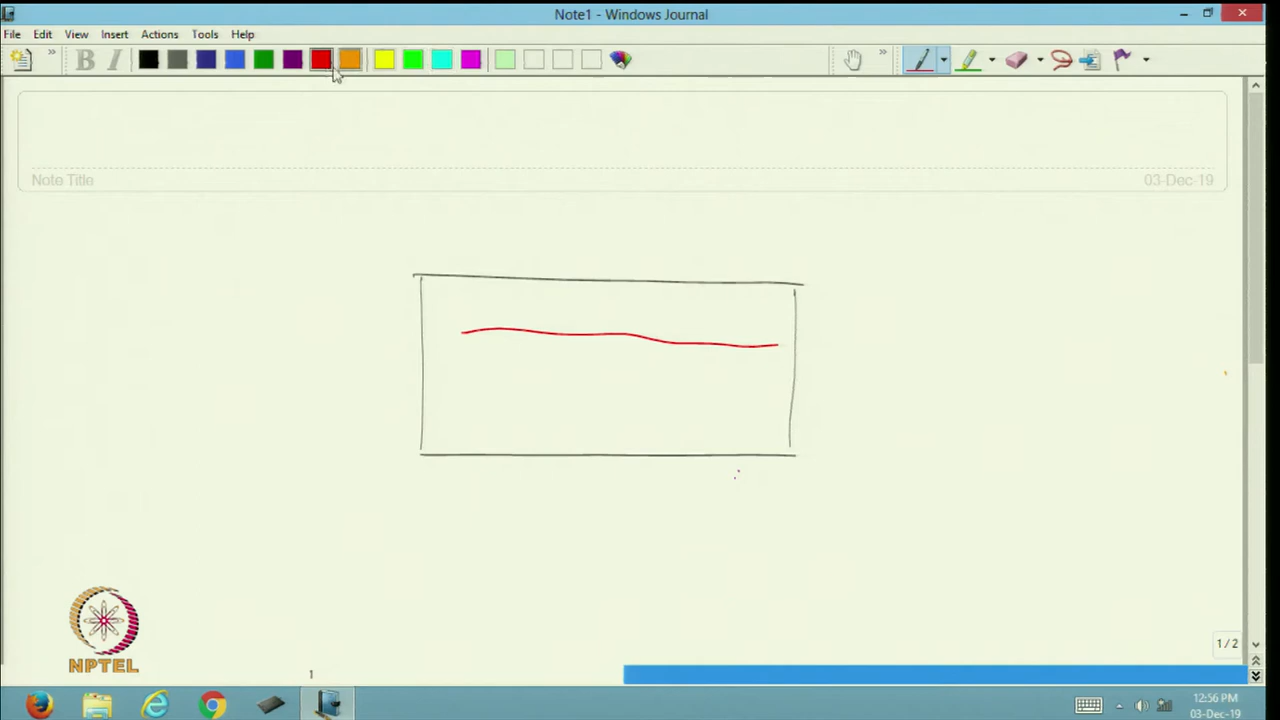 Note1 - Windows Journal
File Edit View Insert Actions Tools Help
B I
Note Title 03-Dec-19
1 / 2
NPTEL
1
12:56 PM
03-Dec-19